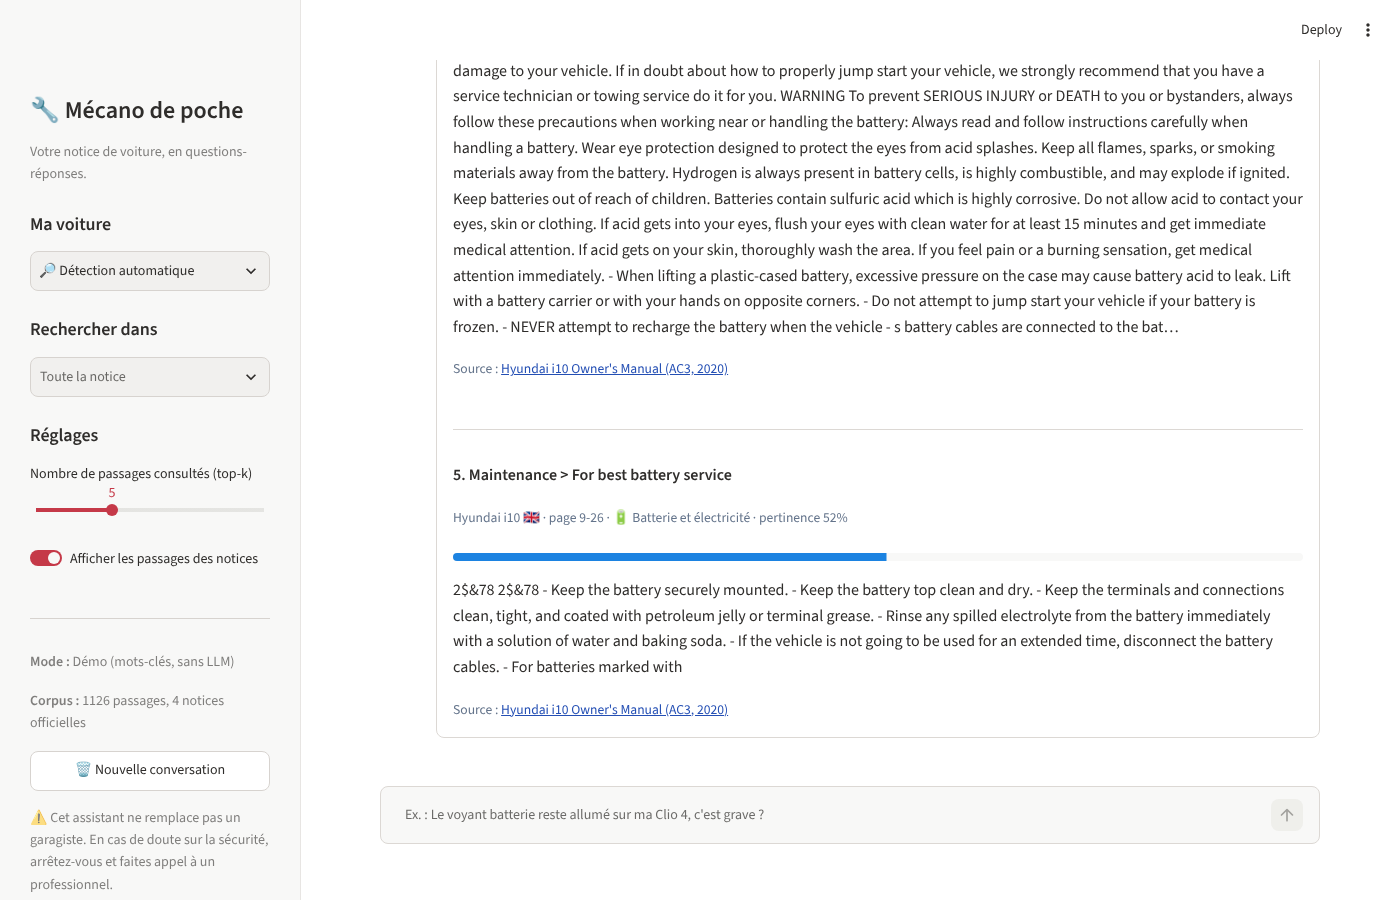 Deploy
🔧 Mécano de poche
Votre notice de voiture, en questions-
réponses.
Ma voiture
🔎 Détection automatique
Rechercher dans
Toute la notice
Réglages
Nombre de passages consultés (top-k)
5
Afficher les passages des notices
Mode : Démo (mots-clés, sans LLM)
Corpus : 1126 passages, 4 notices
officielles
🗑️ Nouvelle conversation
⚠️ Cet assistant ne remplace pas un
garagiste. En cas de doute sur la sécurité,
arrêtez-vous et faites appel à un
professionnel.
damage to your vehicle. If in doubt about how to properly jump start your vehicle, we strongly recommend that you have a
service technician or towing service do it for you. WARNING To prevent SERIOUS INJURY or DEATH to you or bystanders, always
follow these precautions when working near or handling the battery: Always read and follow instructions carefully when
handling a battery. Wear eye protection designed to protect the eyes from acid splashes. Keep all flames, sparks, or smoking
materials away from the battery. Hydrogen is always present in battery cells, is highly combustible, and may explode if ignited.
Keep batteries out of reach of children. Batteries contain sulfuric acid which is highly corrosive. Do not allow acid to contact your
eyes, skin or clothing. If acid gets into your eyes, flush your eyes with clean water for at least 15 minutes and get immediate
medical attention. If acid gets on your skin, thoroughly wash the area. If you feel pain or a burning sensation, get medical
attention immediately. - When lifting a plastic-cased battery, excessive pressure on the case may cause battery acid to leak. Lift
with a battery carrier or with your hands on opposite corners. - Do not attempt to jump start your vehicle if your battery is
frozen. - NEVER attempt to recharge the battery when the vehicle - s battery cables are connected to the bat…
Source : Hyundai i10 Owner's Manual (AC3, 2020)
5. Maintenance > For best battery service
Hyundai i10 🇬🇧 · page 9-26 · 🔋 Batterie et électricité · pertinence 52%
2$&78 2$&78 - Keep the battery securely mounted. - Keep the battery top clean and dry. - Keep the terminals and connections
clean, tight, and coated with petroleum jelly or terminal grease. - Rinse any spilled electrolyte from the battery immediately
with a solution of water and baking soda. - If the vehicle is not going to be used for an extended time, disconnect the battery
cables. - For batteries marked with
Source : Hyundai i10 Owner's Manual (AC3, 2020)
Ex. : Le voyant batterie reste allumé sur ma Clio 4, c'est grave ?